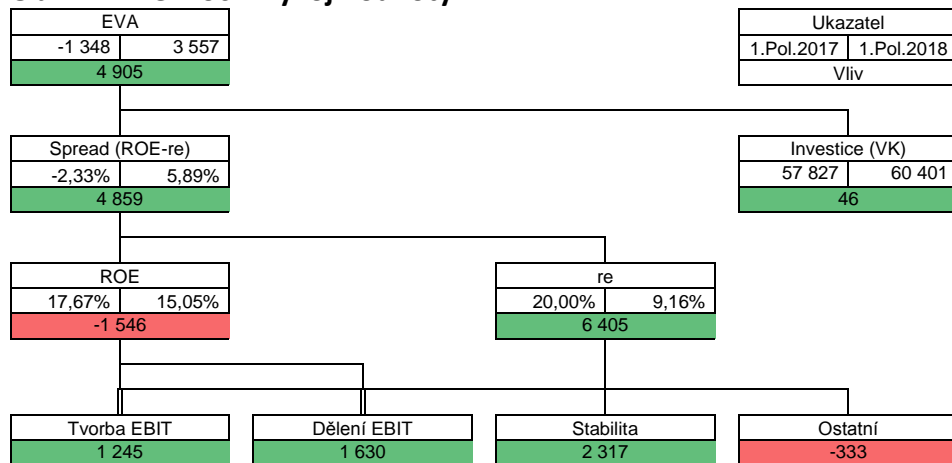 EVA
-1 348 3 557
4 905
Ukazatel
1.Pol.2017 1.Pol.2018
Vliv
Spread (ROE-re)
-2,33% 5,89%
4 859
Investice (VK)
57 827 60 401
46
ROE
17,67% 15,05%
-1 546
re
20,00% 9,16%
6 405
Tvorba EBIT
1 245
Dělení EBIT
1 630
Stabilita
2 317
Ostatní
-333